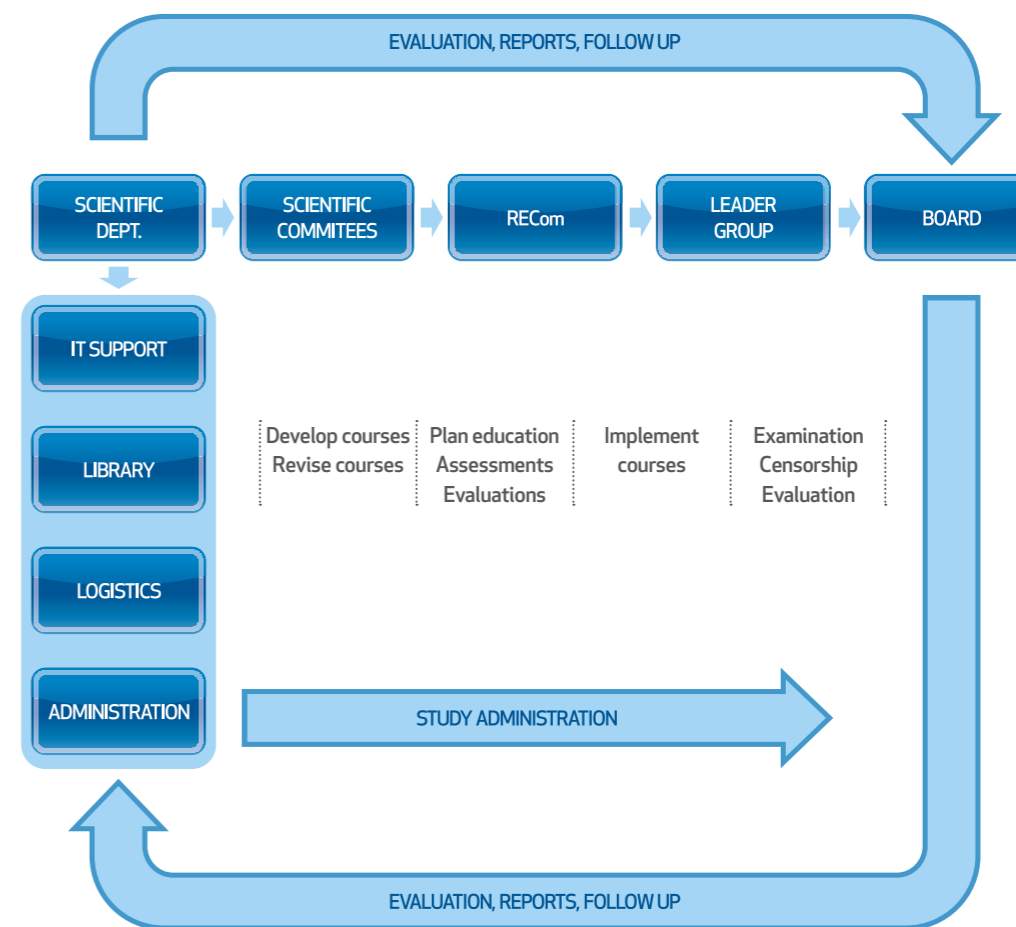 EVALUATION, REPORTS, FOLLOW UP
SCIENTIFIC
DEPT.
SCIENTIFIC
COMMITEES
RECom
LEADER
GROUP
BOARD
IT SUPPORT
LIBRARY
LOGISTICS
ADMINISTRATION
Develop courses
Revise courses
Plan education
Assessments
Evaluations
Implement
courses
Examination
Censorship
Evaluation
STUDY ADMINISTRATION
EVALUATION, REPORTS, FOLLOW UP